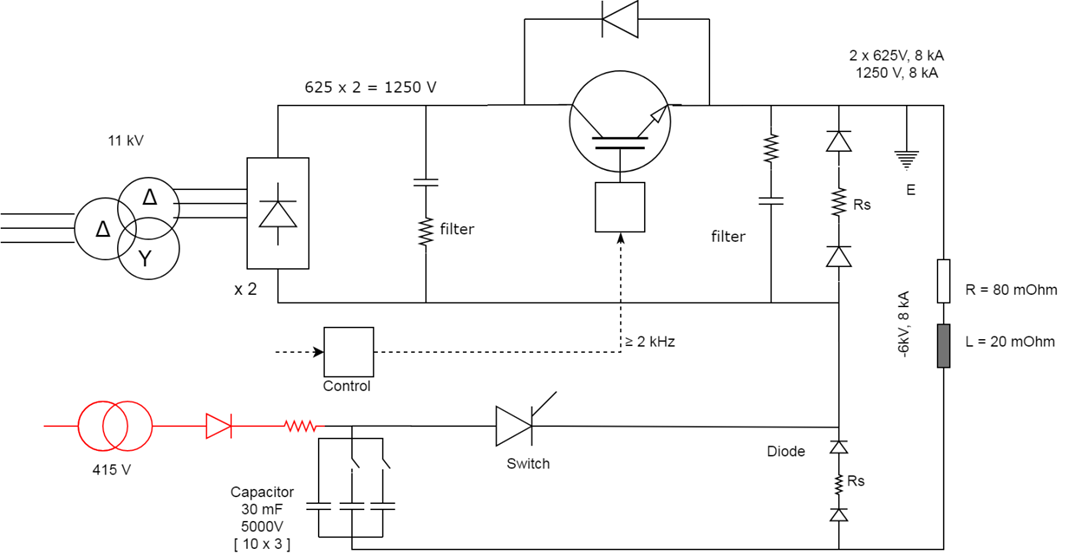 2 x 625V, 8 kA
1250 V, 8 kA
625 x 2 = 1250 V
11 kV
Δ
Δ
Y
E
Rs
filter
filter
x 2
R = 80 mOhm
-6kV, 8 kA
≥ 2 kHz
L = 20 mOhm
Control
415 V
Switch
Diode
Rs
Capacitor
30 mF
5000V
[ 10 x 3 ]